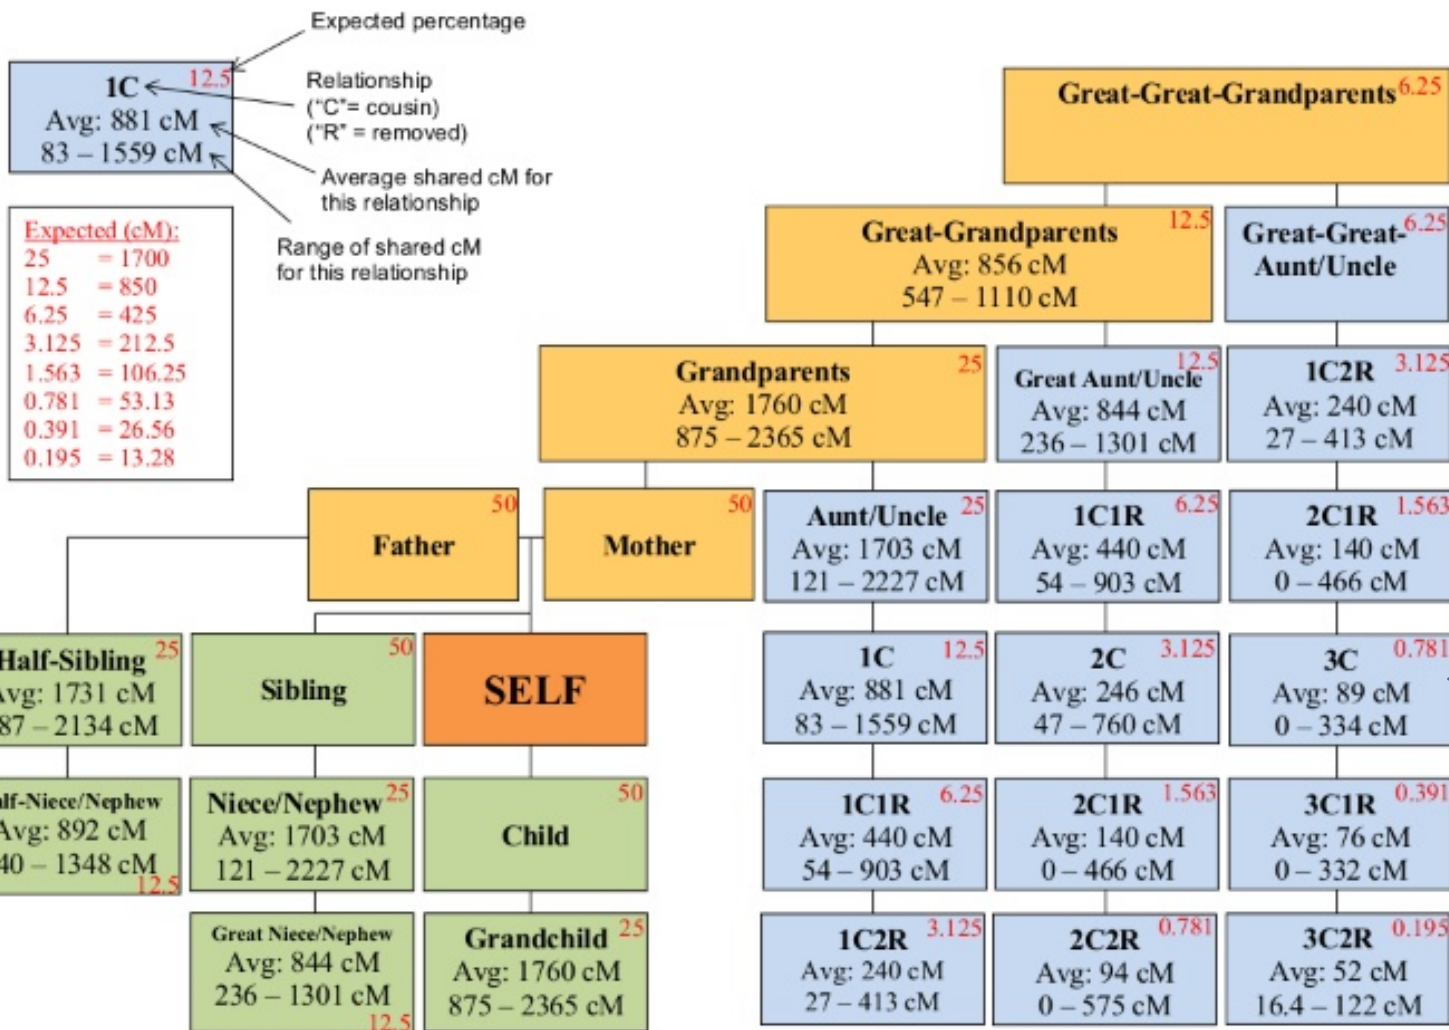 Expected percentage
1C 12.5
Avg: 881 cM
83 – 1559 cM
Relationship
("C"= cousin)
("R" = removed)
Average shared cM for
this relationship
Range of shared cM
for this relationship
Expected (cM):
25 = 1700
12.5 = 850
6.25 = 425
3.125 = 212.5
1.563 = 106.25
0.781 = 53.13
0.391 = 26.56
0.195 = 13.28
Great-Great-Grandparents 6.25
Great-Grandparents 12.5
Avg: 856 cM
547 – 1110 cM
Great-Great- 6.25
Aunt/Uncle
Grandparents 25
Avg: 1760 cM
875 – 2365 cM
12.5
Great Aunt/Uncle
Avg: 844 cM
236 – 1301 cM
1C2R 3.125
Avg: 240 cM
27 – 413 cM
Father 50
Mother 50
Aunt/Uncle 25
Avg: 1703 cM
121 – 2227 cM
1C1R 6.25
Avg: 440 cM
54 – 903 cM
2C1R 1.563
Avg: 140 cM
0 – 466 cM
Half-Sibling 25
Avg: 1731 cM
87 – 2134 cM
Sibling 50
SELF
1C 12.5
Avg: 881 cM
83 – 1559 cM
2C 3.125
Avg: 246 cM
47 – 760 cM
3C 0.781
Avg: 89 cM
0 – 334 cM
alf-Niece/Nephew
Avg: 892 cM
40 – 1348 cM
12.5
Niece/Nephew 25
Avg: 1703 cM
121 – 2227 cM
Child 50
1C1R 6.25
Avg: 440 cM
54 – 903 cM
2C1R 1.563
Avg: 140 cM
0 – 466 cM
3C1R 0.391
Avg: 76 cM
0 – 332 cM
Great Niece/Nephew
Avg: 844 cM
236 – 1301 cM
12.5
Grandchild 25
Avg: 1760 cM
875 – 2365 cM
1C2R 3.125
Avg: 240 cM
27 – 413 cM
2C2R 0.781
Avg: 94 cM
0 – 575 cM
3C2R 0.195
Avg: 52 cM
16.4 – 122 cM